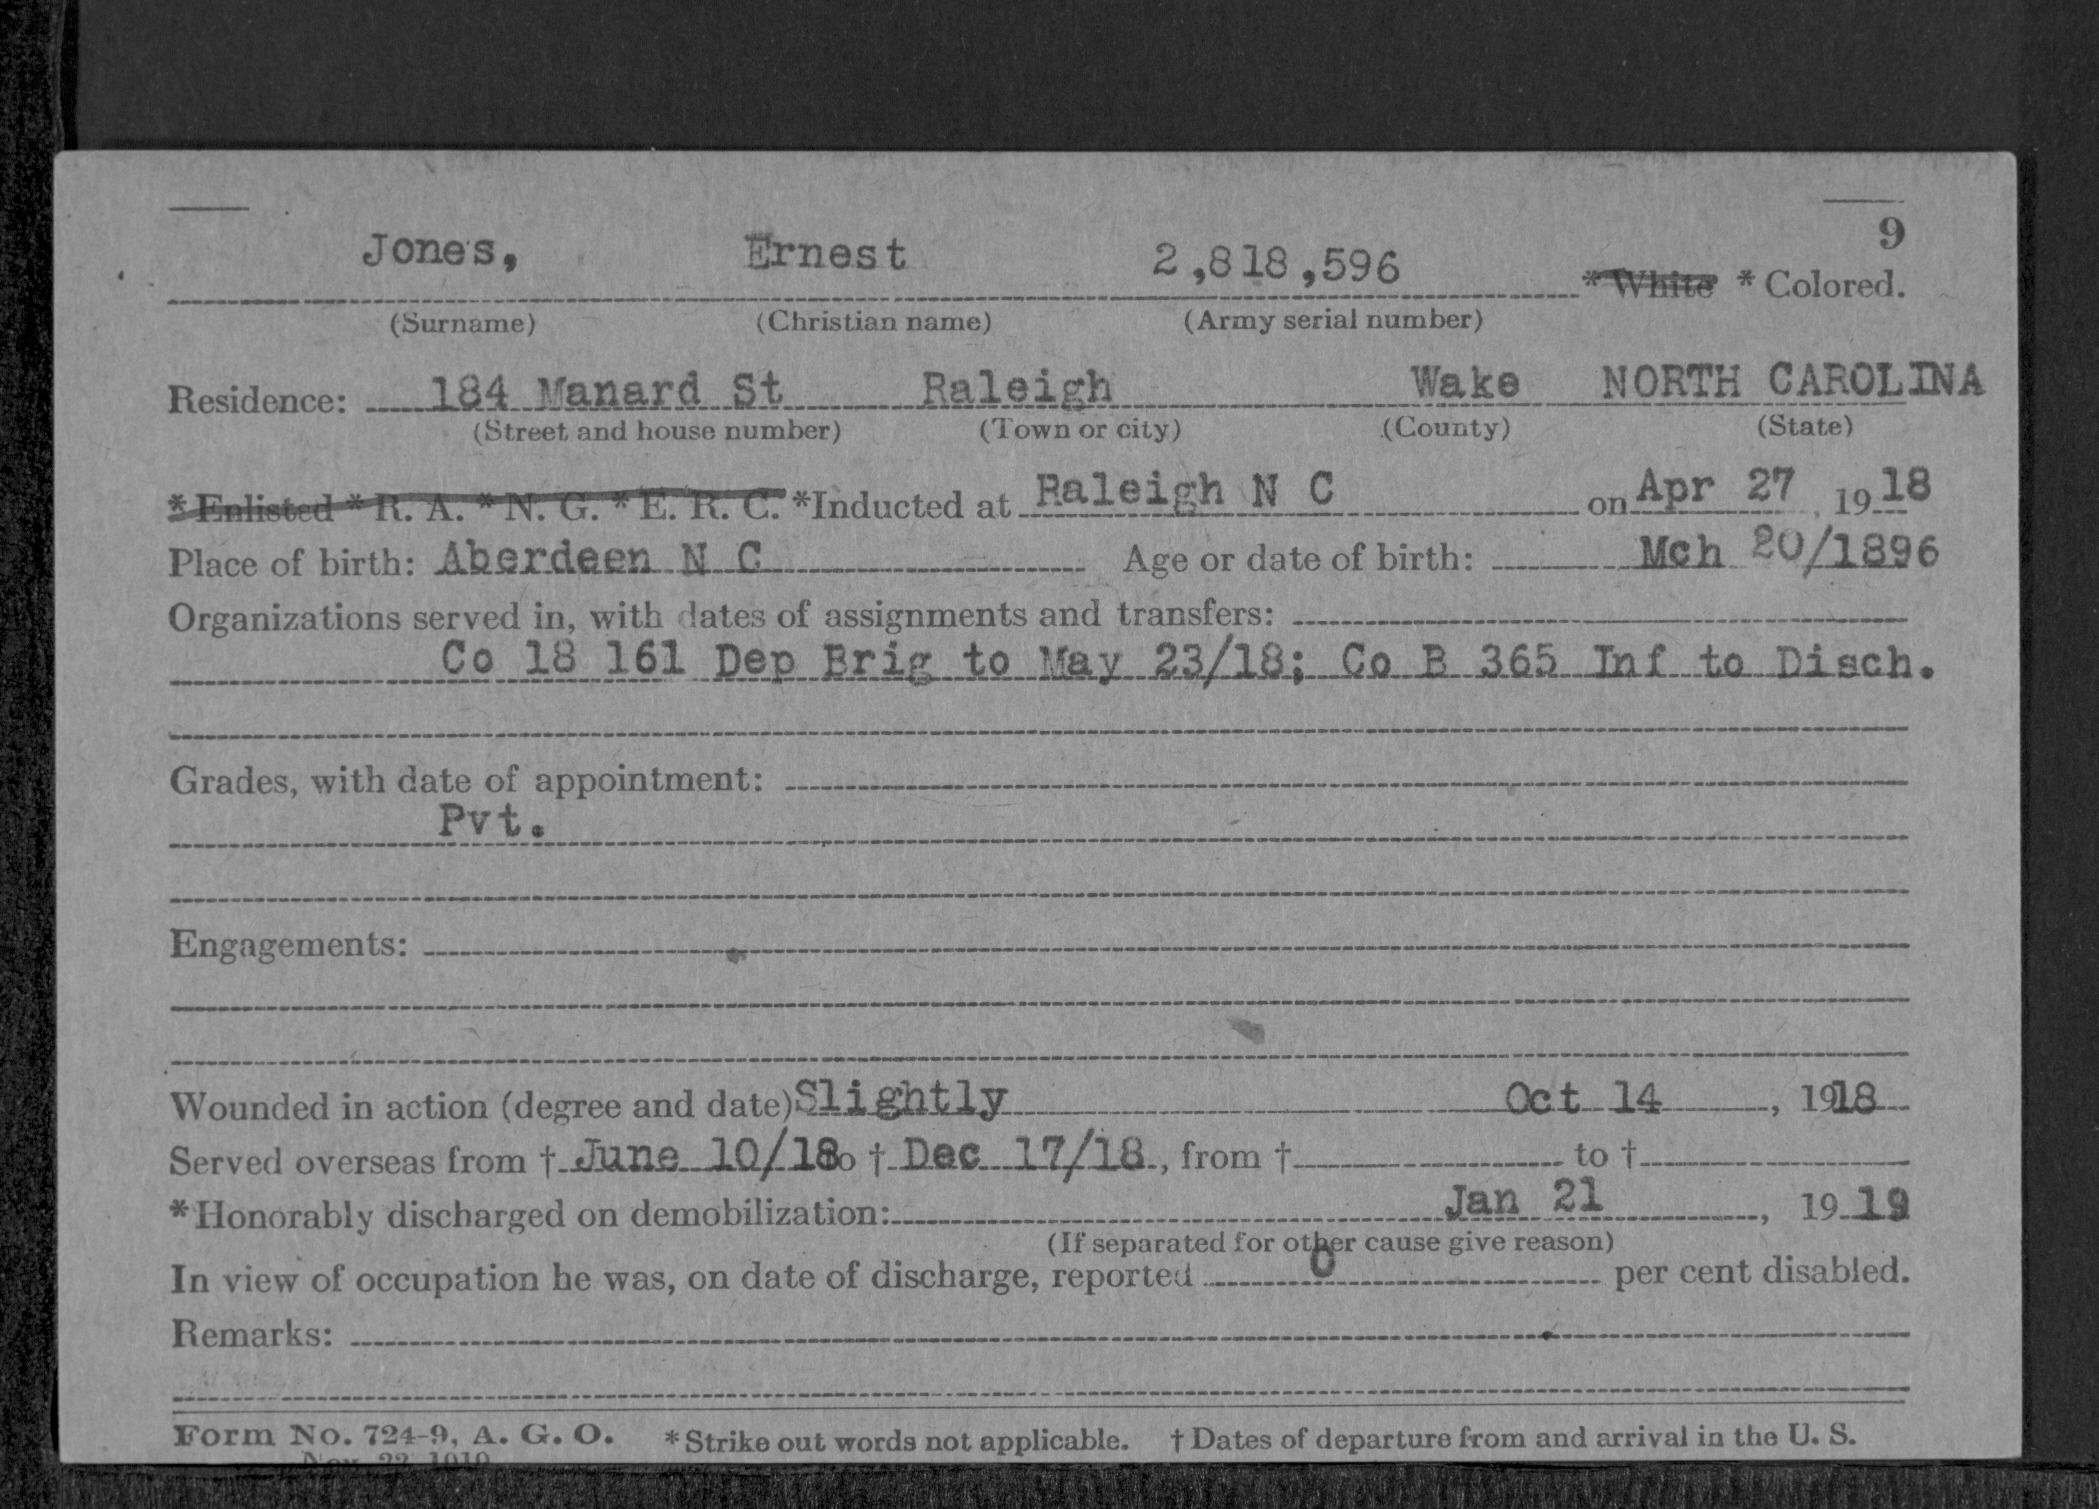 9
Jones, Ernest 2,818,596 *White *Colored.
(Surname) (Christian name) (Army serial number)
Residence: 184 Manard St Raleigh Wake NORTH CAROLINA
(Street and house number) (Town or city) (County) (State)
*Enlisted *R. A. *N. G. *E. R. C. *Inducted at Raleigh N C on Apr 27 1918
Place of birth: Aberdeen N C Age or date of birth: Mch 20/1896
Organizations served in, with dates of assignments and transfers:
Co 18 161 Dep Brig to May 23/18; Co B 365 Inf to Disch.
Grades, with date of appointment:
Pvt.
Engagements:
Wounded in action (degree and date) Slightly Oct 14, 1918
Served overseas from † June 10/18 to † Dec 17/18, from † to †
*Honorably discharged on demobilization: Jan 21, 1919
(If separated for other cause give reason)
In view of occupation he was, on date of discharge, reported 0 per cent disabled.
Remarks:
Form No. 724-9, A. G. O. *Strike out words not applicable. † Dates of departure from and arrival in the U. S.
Nov. 22, 1919